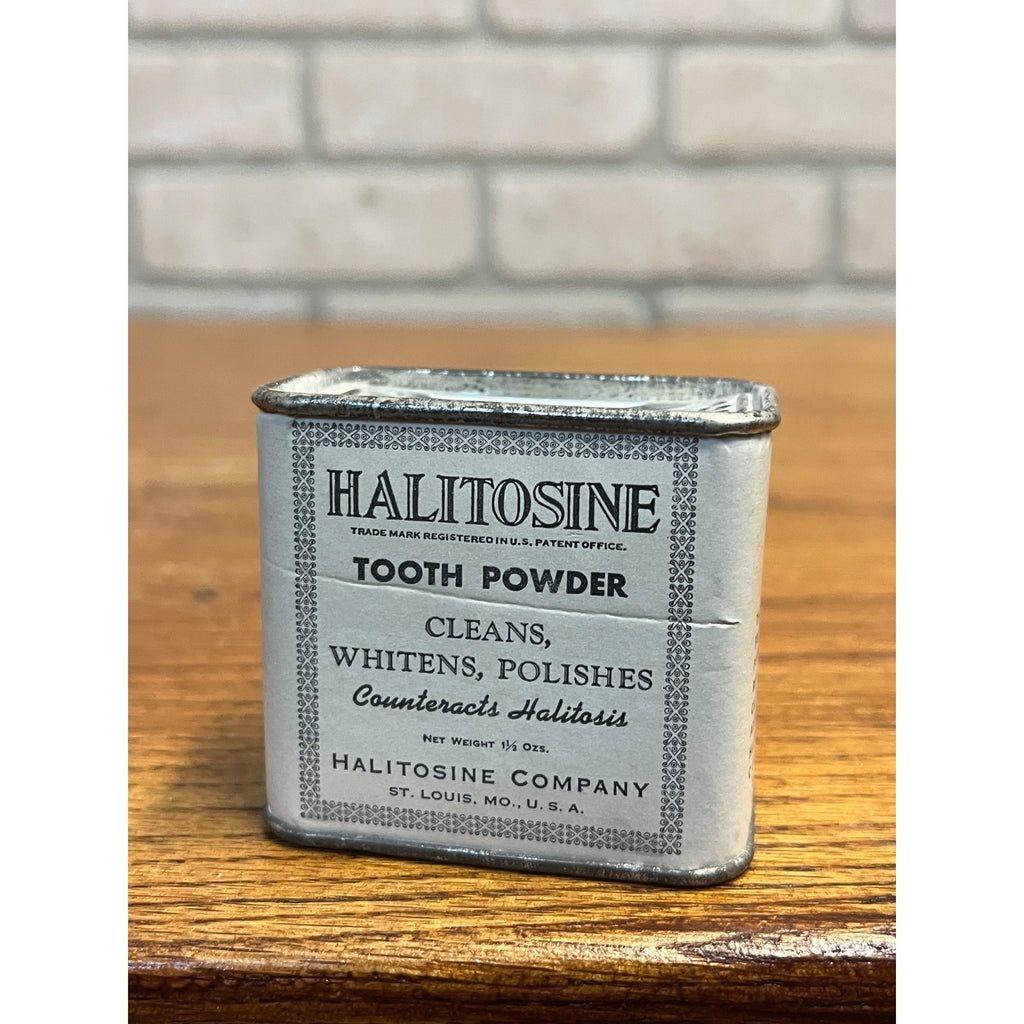 HALITOSINE
TRADE MARK REGISTERED IN U.S. PATENT OFFICE.
TOOTH POWDER
CLEANS,
WHITENS, POLISHES
Counteracts Halitosis
NET WEIGHT 1½ OZS.
HALITOSINE COMPANY
ST. LOUIS, MO., U. S. A.